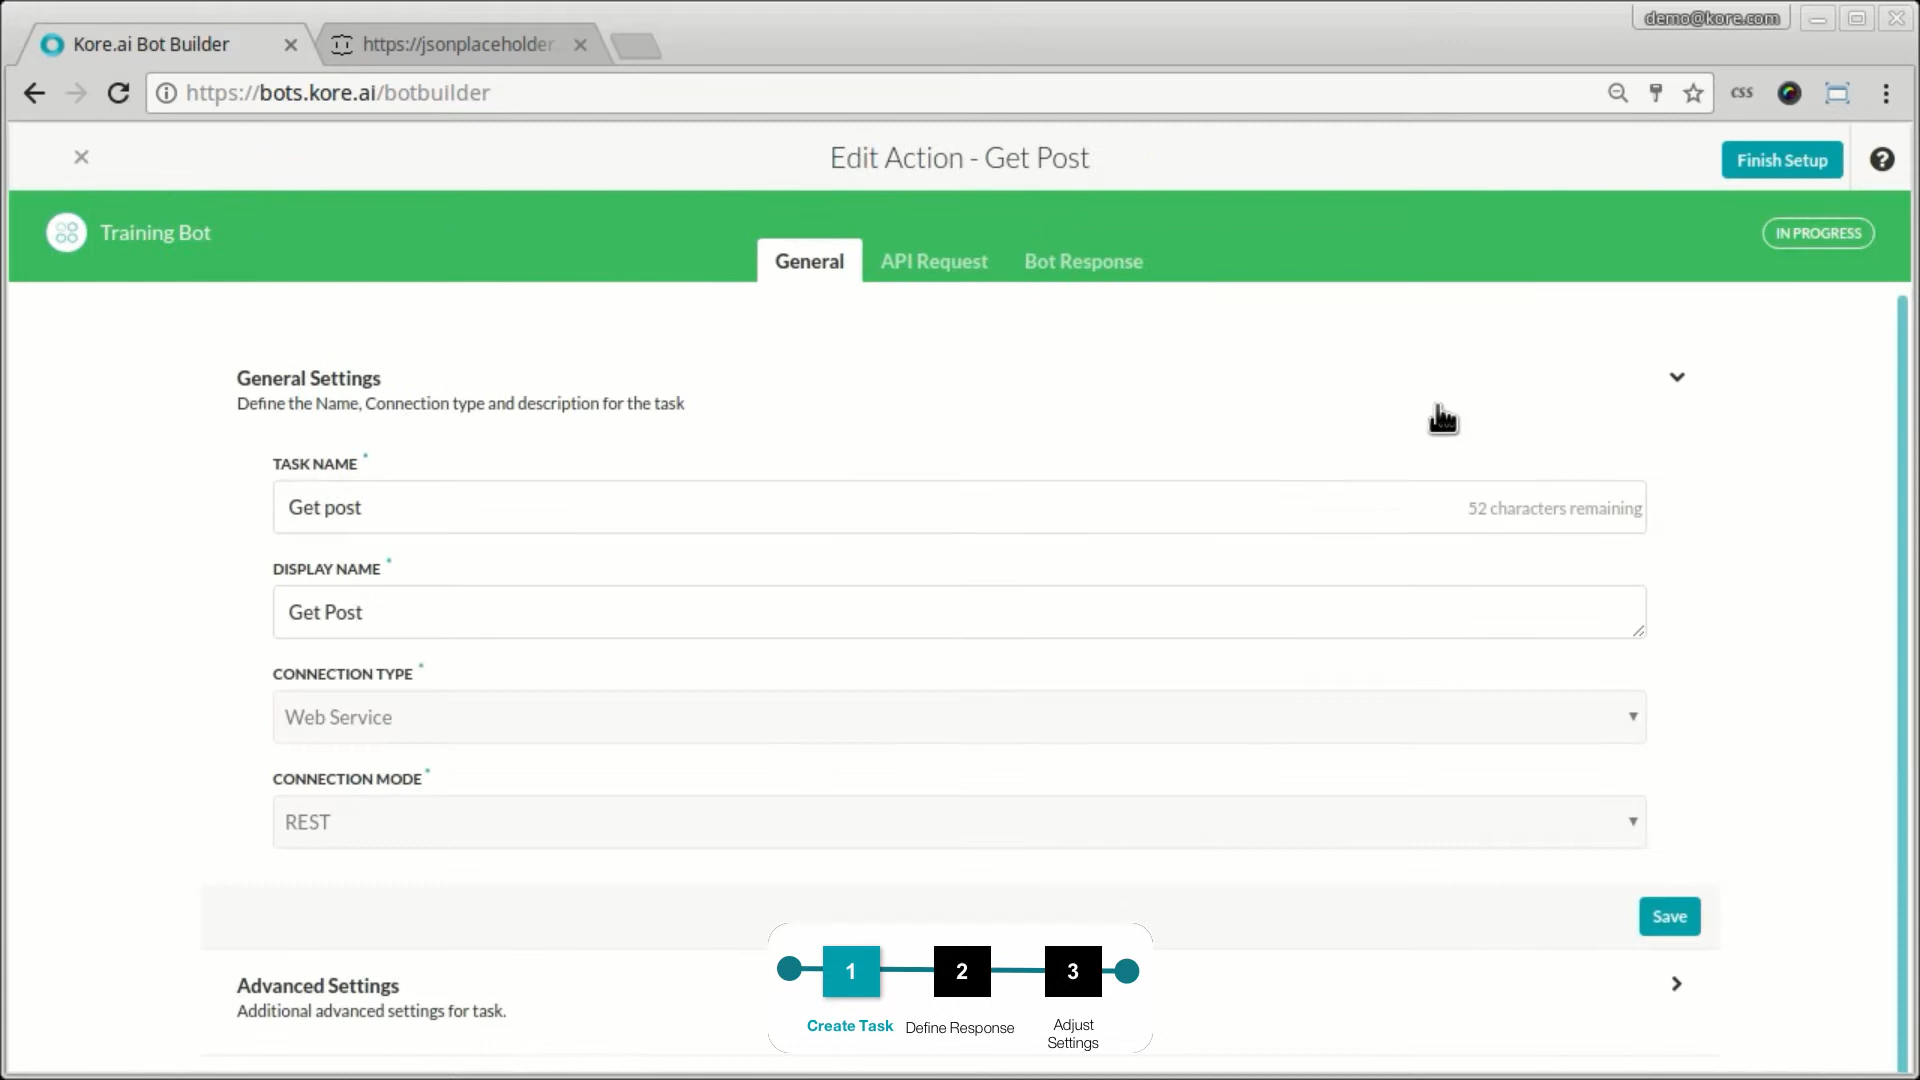 demo@kore.com
Kore.ai Bot Builder
https://jsonplaceholder
https://bots.kore.ai/botbuilder
css
Edit Action - Get Post
Finish Setup
Training Bot
IN PROGRESS
General
API Request
Bot Response
General Settings
Define the Name, Connection type and description for the task
TASK NAME *
Get post
52 characters remaining
DISPLAY NAME *
Get Post
CONNECTION TYPE *
Web Service
CONNECTION MODE *
REST
Save
Advanced Settings
Additional advanced settings for task.
1
2
3
Create Task
Define Response
Adjust
Settings